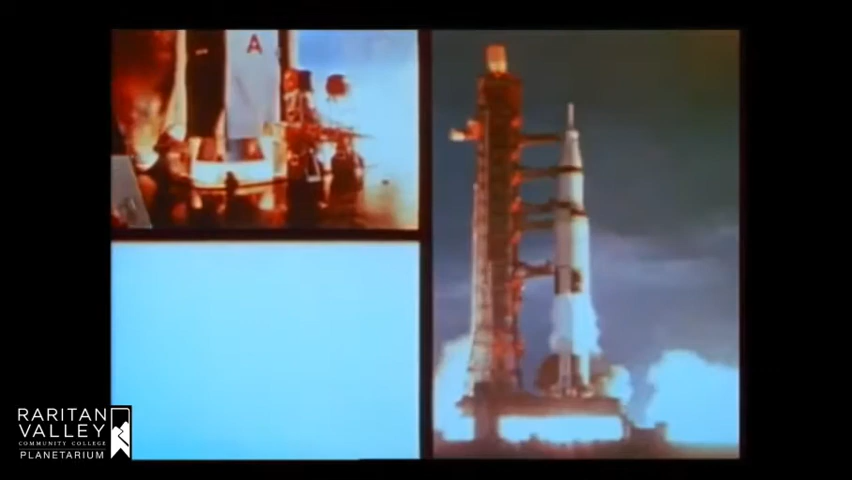 A
RARITAN
VALLEY
COMMUNITY COLLEGE
PLANETARIUM